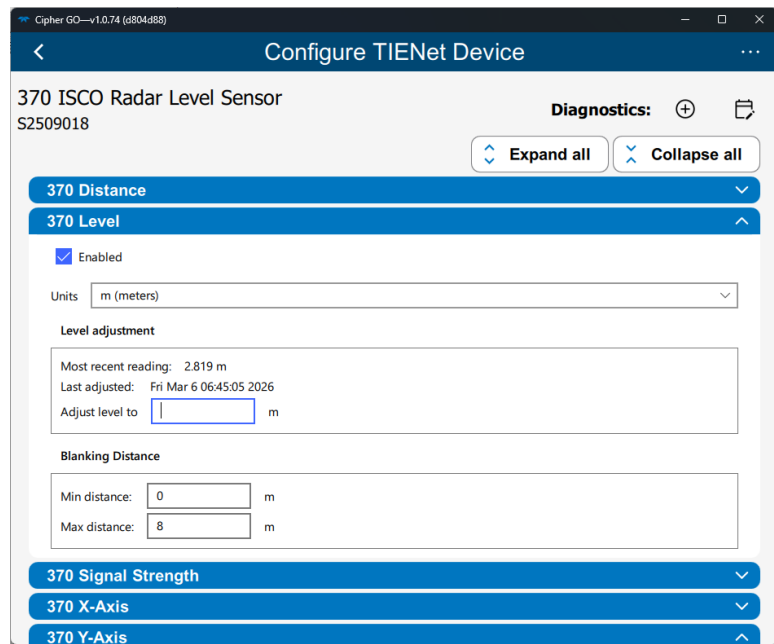 Cipher GO—v1.0.74 (d804d88)
Configure TIENet Device
370 ISCO Radar Level Sensor
S2509018
Diagnostics:
Expand all
Collapse all
370 Distance
370 Level
Enabled
Units m (meters)
Level adjustment
Most recent reading: 2.819 m
Last adjusted: Fri Mar 6 06:45:05 2026
Adjust level to m
Blanking Distance
Min distance: 0 m
Max distance: 8 m
370 Signal Strength
370 X-Axis
370 Y-Axis